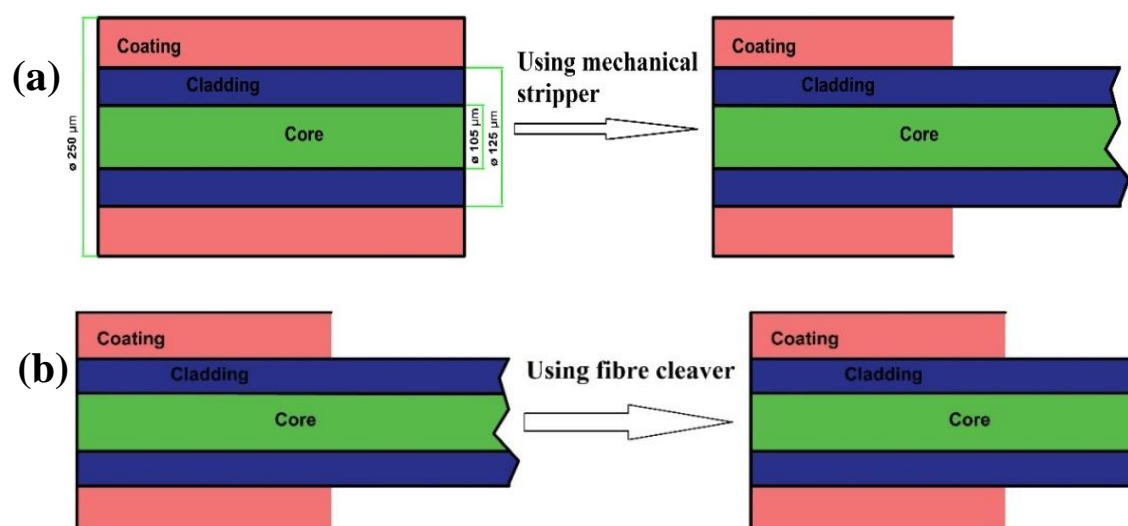 (a)
Coating
Cladding
Core
ø 250 µm
ø 105 µm
ø 125 µm
Using mechanical
stripper
Coating
Cladding
Core
(b)
Coating
Cladding
Core
Using fibre cleaver
Coating
Cladding
Core